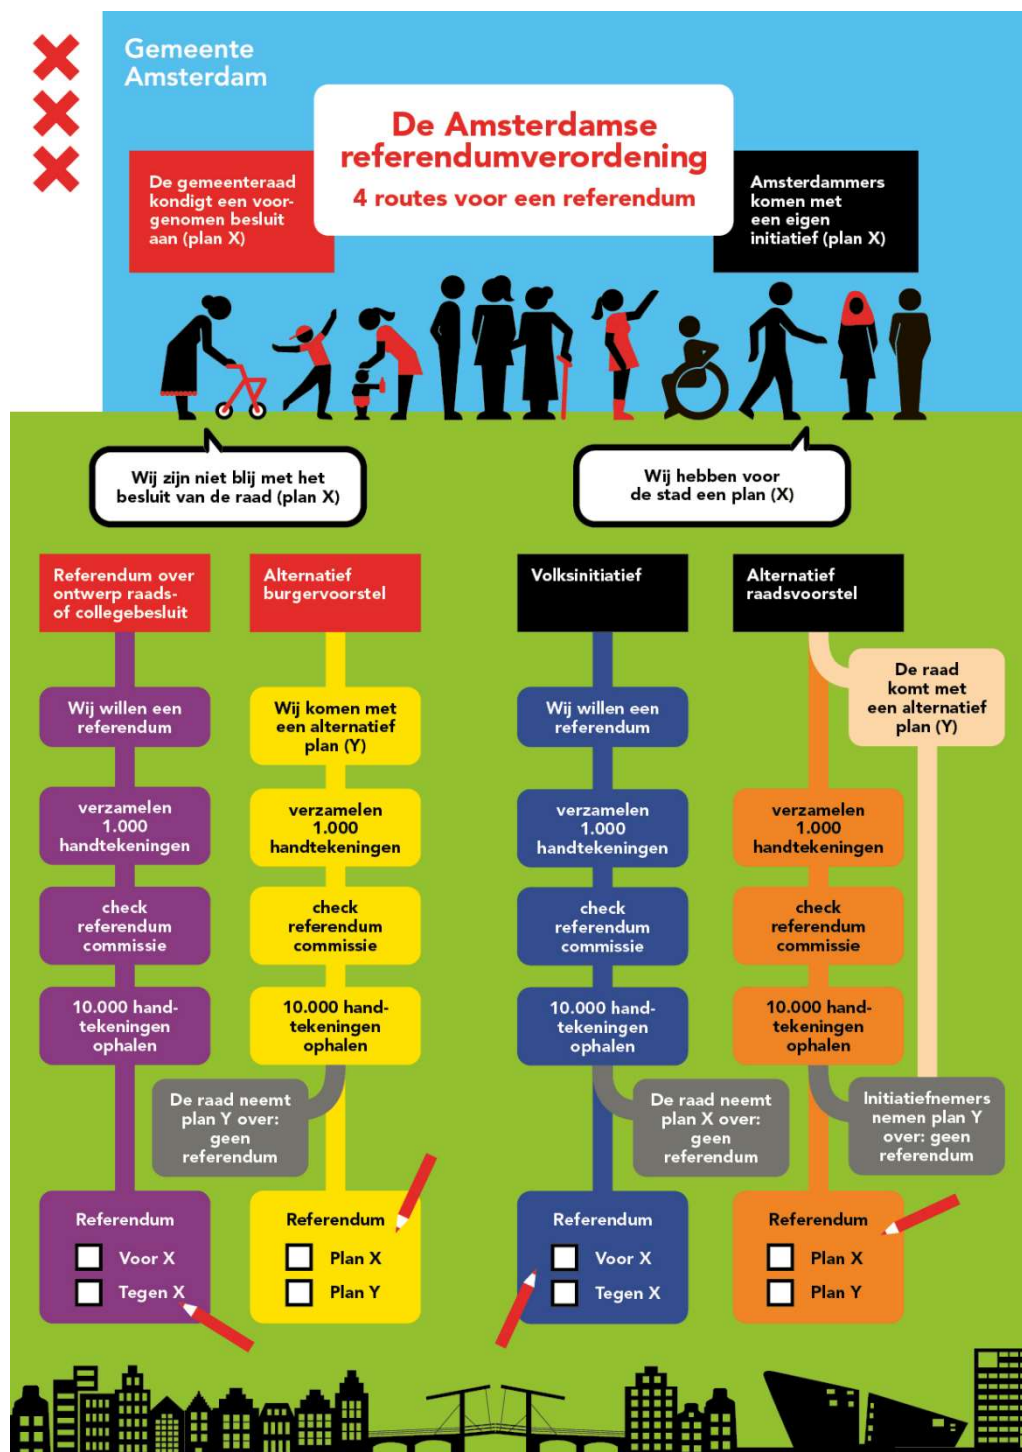 Gemeente
Amsterdam
De Amsterdamse
referendumverordening
4 routes voor een referendum
De gemeenteraad
kondigt een voor-
genomen besluit
aan (plan X)
Amsterdammers
komen met
een eigen
initiatief (plan X)
Wij zijn niet blij met het
besluit van de raad (plan X)
Wij hebben voor
de stad een plan (X)
Referendum over
ontwerp raads-
of collegebesluit
Wij willen een
referendum
verzamelen
1.000
handtekeningen
check
referendum
commissie
10.000 hand-
tekeningen
ophalen
Referendum
Voor X
Tegen X
Alternatief
burgervoorstel
Wij komen met
een alternatief
plan (Y)
verzamelen
1.000
handtekeningen
check
referendum
commissie
10.000 hand-
tekeningen
ophalen
De raad neemt
plan Y over:
geen
referendum
Referendum
Plan X
Plan Y
Volksinitiatief
Wij willen een
referendum
verzamelen
1.000
handtekeningen
check
referendum
commissie
10.000 hand-
tekeningen
ophalen
De raad neemt
plan X over:
geen
referendum
Referendum
Voor X
Tegen X
Alternatief
raadsvoorstel
De raad
komt met
een alternatief
plan (Y)
verzamelen
1.000
handtekeningen
check
referendum
commissie
10.000 hand-
tekeningen
ophalen
Initiatiefnemers
nemen plan Y
over: geen
referendum
Referendum
Plan X
Plan Y